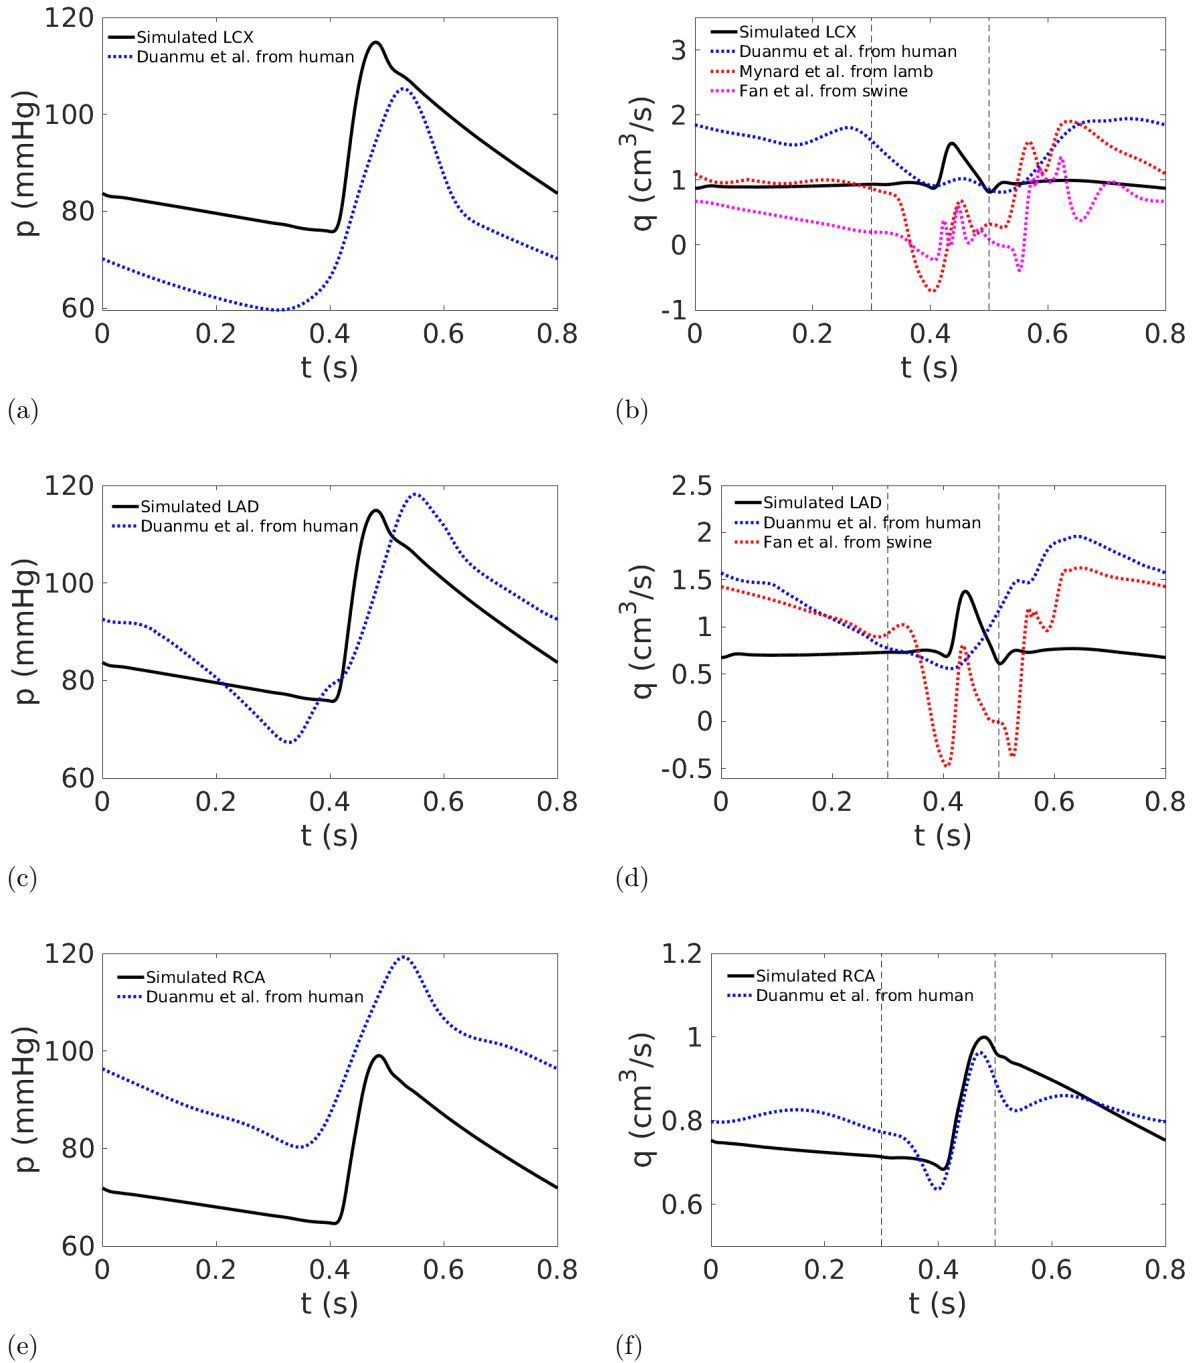 120
100
80
60
p (mmHg)
Simulated LCX
Duanmu et al. from human
0 0.2 0.4 0.6 0.8
t (s)
(a)
3
2
1
0
-1
q (cm³/s)
Simulated LCX
Duanmu et al. from human
Mynard et al. from lamb
Fan et al. from swine
0 0.2 0.4 0.6 0.8
t (s)
(b)
120
100
80
60
p (mmHg)
Simulated LAD
Duanmu et al. from human
0 0.2 0.4 0.6 0.8
t (s)
(c)
2.5
2
1.5
1
0.5
0
-0.5
q (cm³/s)
Simulated LAD
Duanmu et al. from human
Fan et al. from swine
0 0.2 0.4 0.6 0.8
t (s)
(d)
120
100
80
60
p (mmHg)
Simulated RCA
Duanmu et al. from human
0 0.2 0.4 0.6 0.8
t (s)
(e)
1.2
1
0.8
0.6
q (cm³/s)
Simulated RCA
Duanmu et al. from human
0 0.2 0.4 0.6 0.8
t (s)
(f)